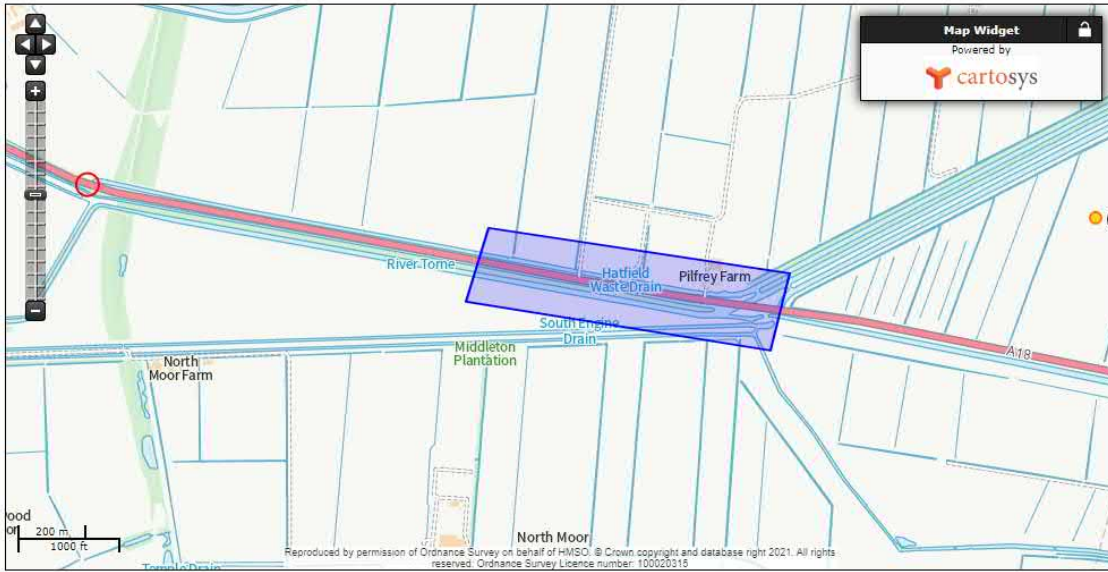 Map Widget
Powered by
cartosys
River Torne
Hatfield
Waste Drain
Pilfrey Farm
South Engine
Drain
Middleton
Plantation
North
Moor Farm
A18
North Moor
200 m
1000 ft
Temple Drain
Reproduced by permission of Ordnance Survey on behalf of HMSO. © Crown copyright and database right 2021. All rights
reserved. Ordnance Survey Licence number: 100020315